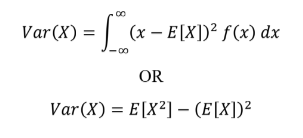 Var(X) = ∫_{−∞}^{∞} (x − E[X])² f(x) dx
OR
Var(X) = E[X²] − (E[X])²